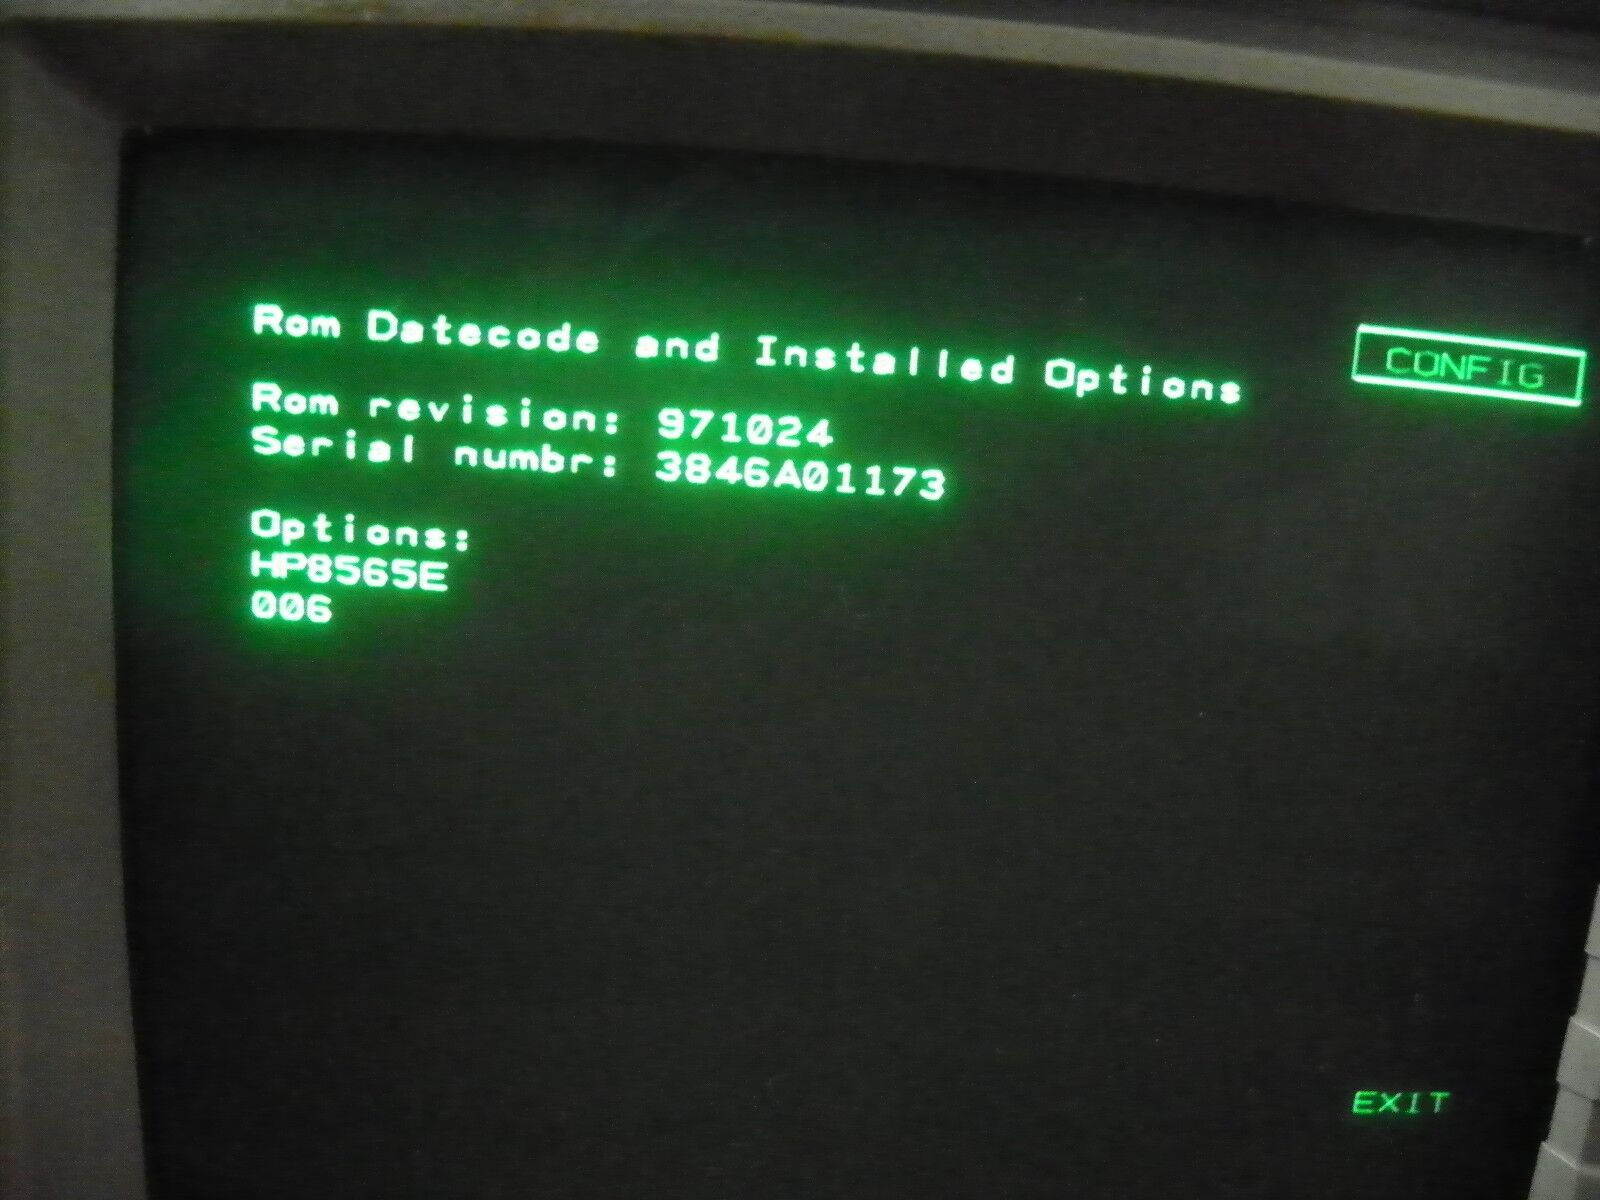 Rom Datecode and Installed Options
CONFIG
Rom revision: 971024
Serial numbr: 3846A01173
Options:
HP8565E
006
EXIT